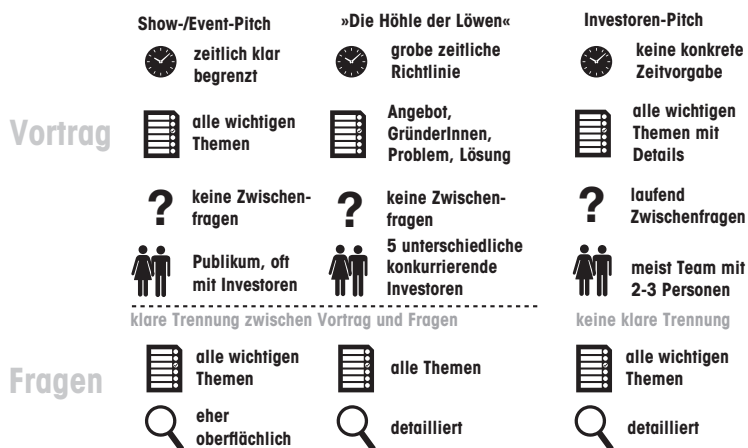 Show-/Event-Pitch
»Die Höhle der Löwen«
Investoren-Pitch
Vortrag
zeitlich klar
begrenzt
grobe zeitliche
Richtlinie
keine konkrete
Zeitvorgabe
alle wichtigen
Themen
Angebot,
GründerInnen,
Problem, Lösung
alle wichtigen
Themen mit
Details
?
keine Zwischen-
fragen
?
keine Zwischen-
fragen
?
laufend
Zwischenfragen
Publikum, oft
mit Investoren
5 unterschiedliche
konkurrierende
Investoren
meist Team mit
2-3 Personen
klare Trennung zwischen Vortrag und Fragen
keine klare Trennung
Fragen
alle wichtigen
Themen
alle Themen
alle wichtigen
Themen
eher
oberflächlich
detailliert
detailliert